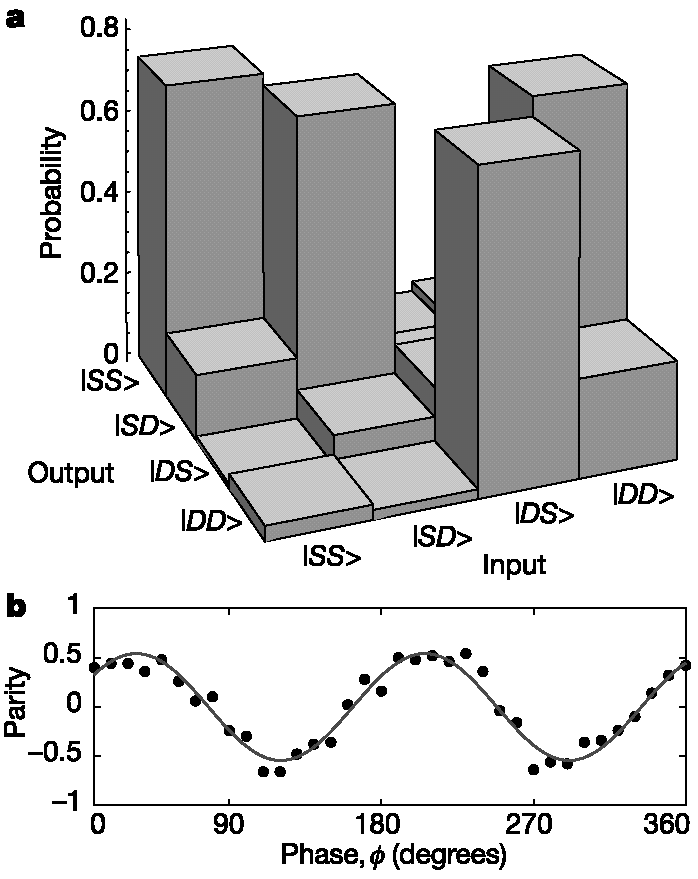 a
0.8
0.6
0.4
0.2
0
Probability
|SS>
|SD>
|DS>
|DD>
Output
|SS>
|SD>
|DS>
|DD>
Input
b
1
0.5
0
−0.5
−1
Parity
0 90 180 270 360
Phase, ϕ (degrees)